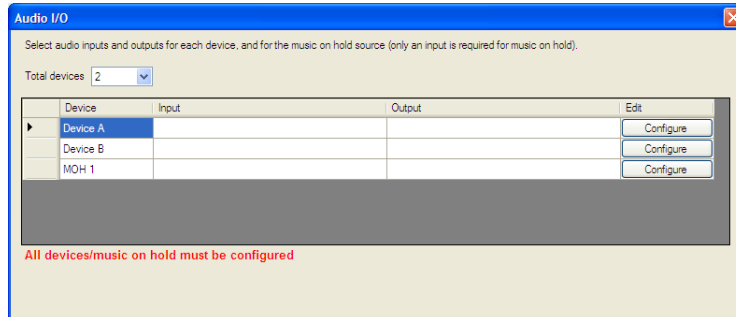 Audio I/O
Select audio inputs and outputs for each device, and for the music on hold source (only an input is required for music on hold).
Total devices 2
Device Input Output Edit
Device A Configure
Device B Configure
MOH 1 Configure
All devices/music on hold must be configured